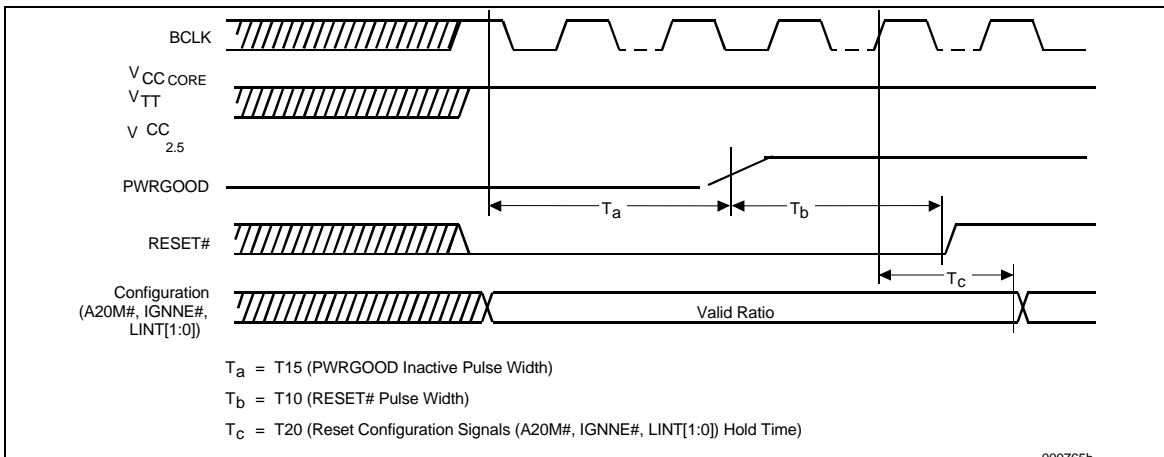 BCLK
V CC CORE
V TT
V CC 2.5
PWRGOOD
Ta
Tb
RESET#
Tc
Configuration
(A20M#, IGNNE#,
LINT[1:0])
Valid Ratio
Ta = T15 (PWRGOOD Inactive Pulse Width)
Tb = T10 (RESET# Pulse Width)
Tc = T20 (Reset Configuration Signals (A20M#, IGNNE#, LINT[1:0]) Hold Time)